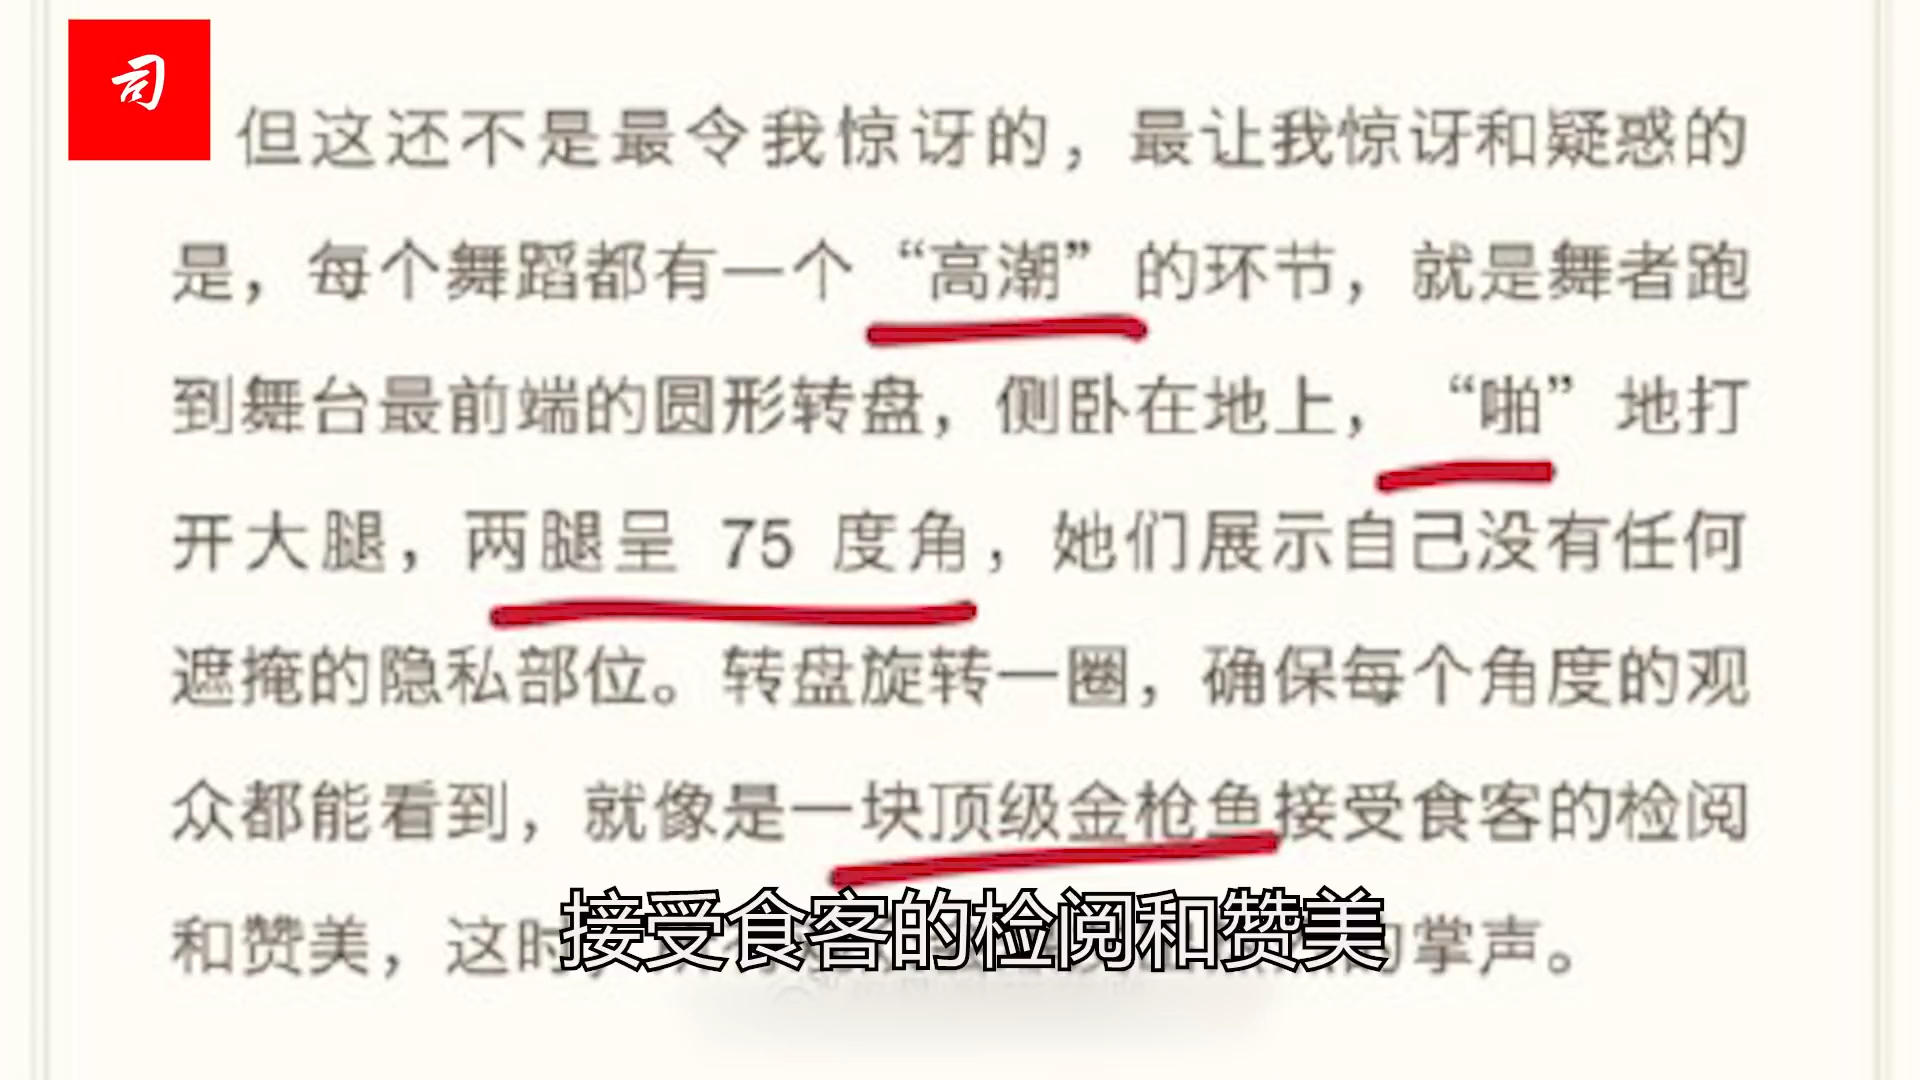 司
但这还不是最令我惊讶的，最让我惊讶和疑惑的
是，每个舞蹈都有一个“高潮”的环节，就是舞者跑
到舞台最前端的圆形转盘，侧卧在地上，“啪”地打
开大腿，两腿呈 75 度角，她们展示自己没有任何
遮掩的隐私部位。转盘旋转一圈，确保每个角度的观
众都能看到，就像是一块顶级金枪鱼接受食客的检阅
和赞美，这时 的掌声。
接受食客的检阅和赞美